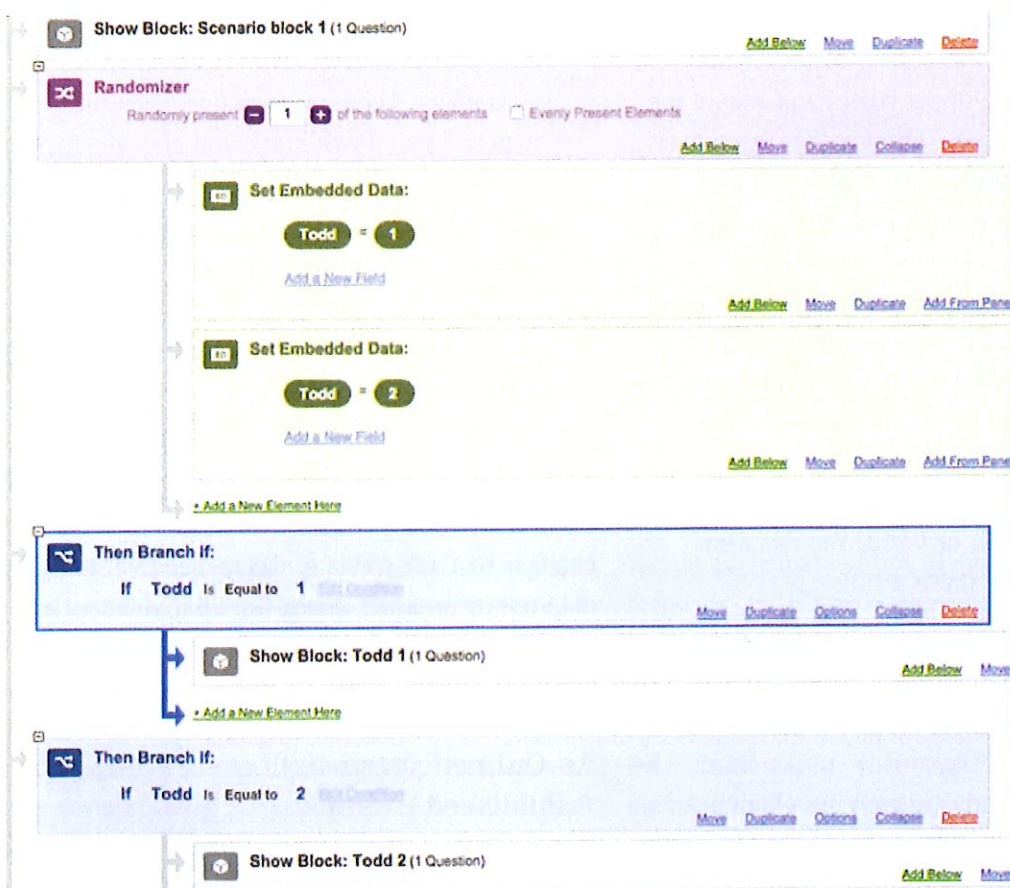 Show Block: Scenario block 1 (1 Question)
Add Below Move Duplicate Delete
Randomizer
Randomly present 1 of the following elements Evenly Present Elements
Add Below Move Duplicate Collapse Delete
Set Embedded Data:
Todd = 1
Add a New Field
Add Below Move Duplicate Add From Pane
Set Embedded Data:
Todd = 2
Add a New Field
Add Below Move Duplicate Add From Pane
+ Add a New Element Here
Then Branch If:
If Todd Is Equal to 1 Edit Condition
Move Duplicate Options Collapse Delete
Show Block: Todd 1 (1 Question)
Add Below Move
+ Add a New Element Here
Then Branch If:
If Todd Is Equal to 2 Edit Condition
Move Duplicate Options Collapse Delete
Show Block: Todd 2 (1 Question)
Add Below Move